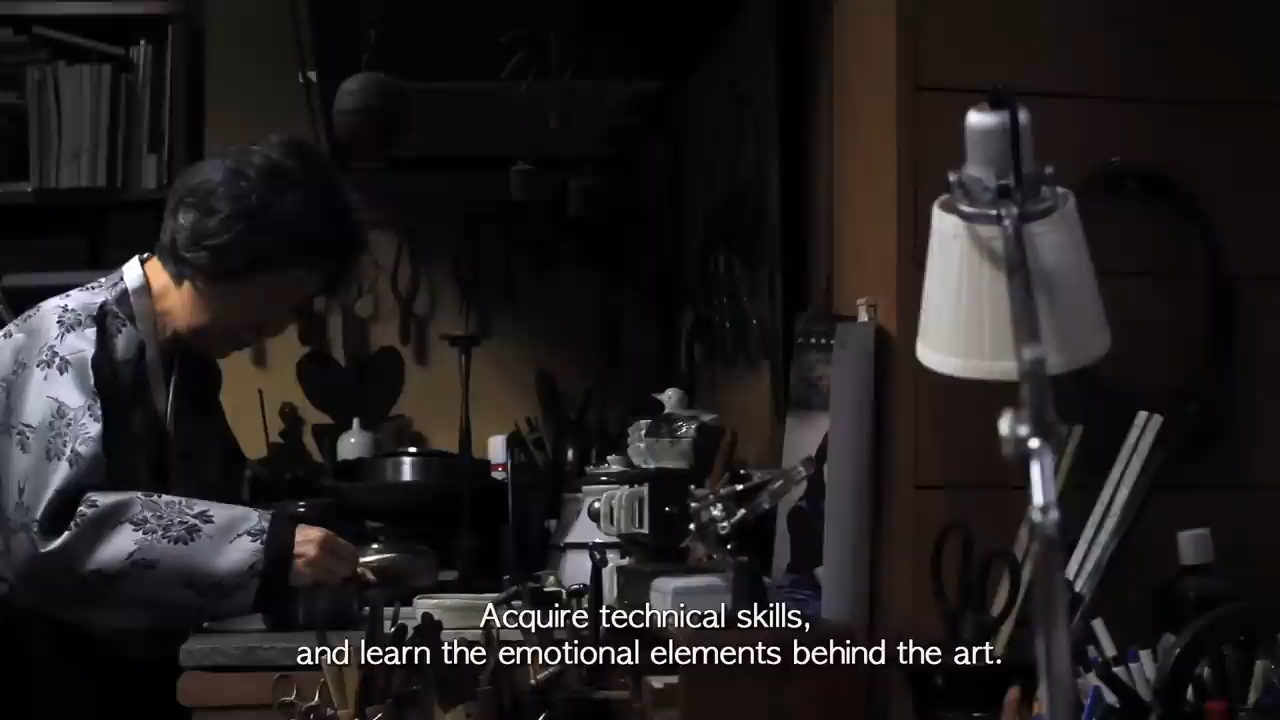 Acquire technical skills,
and learn the emotional elements behind the art.